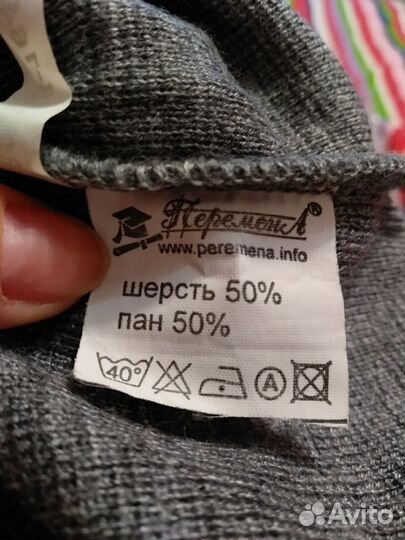 ПеременА®
www.peremena.info
шерсть 50%
пан 50%
40°
A
Avito